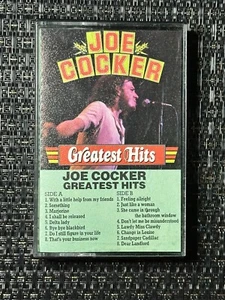 JOE
COCKER
Greatest Hits
JOE COCKER
GREATEST HITS
SIDE A
1. With a little help from my friends
2. Something
3. Marjorine
4. I shall be released
5. Delta lady
6. Bye bye blackbird
7. Do I still figure in your life
8. That's your business now
SIDE B
1. Feeling alright
2. Just like a woman
3. She came in through
the bathroom window
4. Don't let me be misunderstood
5. Lawdy Miss Clawdy
6. Change in Louise
7. Sandpaper Cadillac
8. Dear Landlord